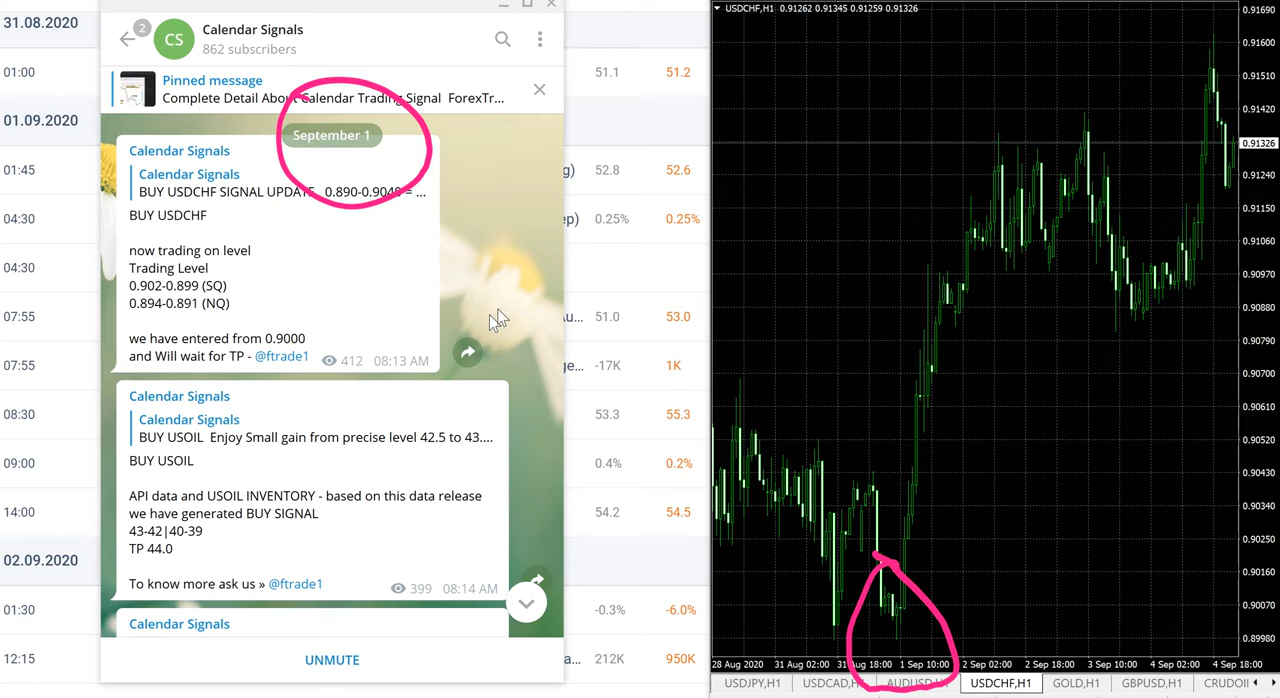 31.08.2020
01:00
51.1
51.2
01.09.2020
01:45
g)
52.8
52.6
04:30
ep)
0.25%
0.25%
04:30
07:55
u...
51.0
53.0
07:55
ge...
-17K
1K
08:30
53.3
55.3
09:00
0.4%
0.2%
14:00
54.2
54.5
02.09.2020
01:30
-0.3%
-6.0%
12:15
a...
212K
950K
2
CS
Calendar Signals
862 subscribers
Pinned message
Complete Detail About Calendar Trading Signal ForexTr...
September 1
Calendar Signals
Calendar Signals
BUY USDCHF SIGNAL UPDATE 0.890-0.9040 = ...
BUY USDCHF
now trading on level
Trading Level
0.902-0.899 (SQ)
0.894-0.891 (NQ)
we have entered from 0.9000
and Will wait for TP - @ftrade1
412 08:13 AM
Calendar Signals
Calendar Signals
BUY USOIL Enjoy Small gain from precise level 42.5 to 43....
BUY USOIL
API data and USOIL INVENTORY - based on this data release
we have generated BUY SIGNAL
43-42|40-39
TP 44.0
To know more ask us » @ftrade1
399 08:14 AM
Calendar Signals
UNMUTE
USDCHF,H1 0.91262 0.91345 0.91259 0.91326
0.91690
0.91600
0.91510
0.91420
0.91326
0.91240
0.91150
0.91060
0.90970
0.90880
0.90790
0.90700
0.90610
0.90520
0.90430
0.90340
0.90250
0.90160
0.90070
0.89980
28 Aug 2020
31 Aug 02:00
31 Aug 18:00
1 Sep 10:00
2 Sep 02:00
2 Sep 18:00
3 Sep 10:00
4 Sep 02:00
4 Sep 18:00
USDJPY,H1
USDCAD,H1
AUDUSD,H1
USDCHF,H1
GOLD,H1
GBPUSD,H1
CRUDOIL